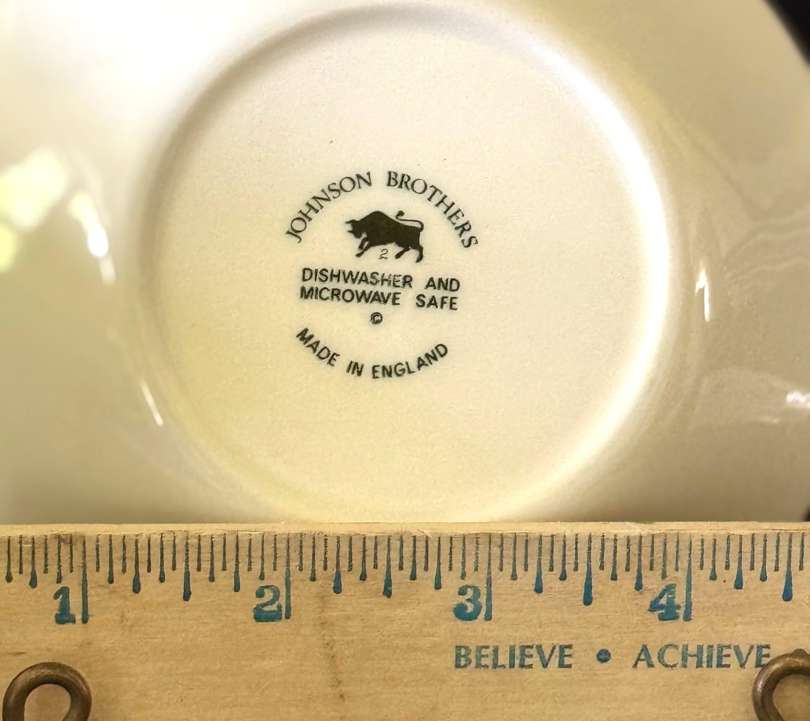 JOHNSON BROTHERS
2
DISHWASHER AND
MICROWAVE SAFE
©
MADE IN ENGLAND
1 2 3 4
BELIEVE • ACHIEVE